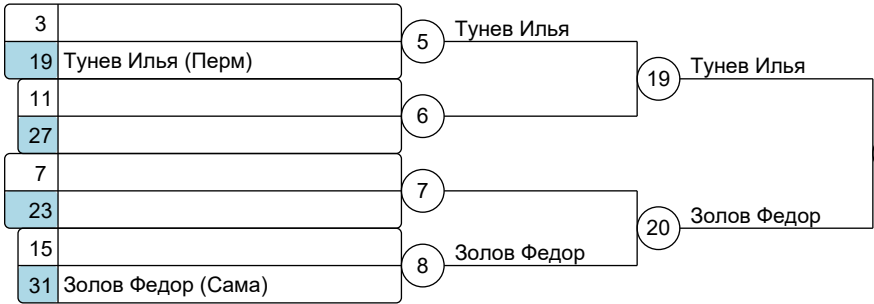 3
5
Тунев Илья
19 Тунев Илья (Перм)
19
Тунев Илья
11
6
27
7
7
23
20
Золов Федор
15
8
Золов Федор
31 Золов Федор (Сама)